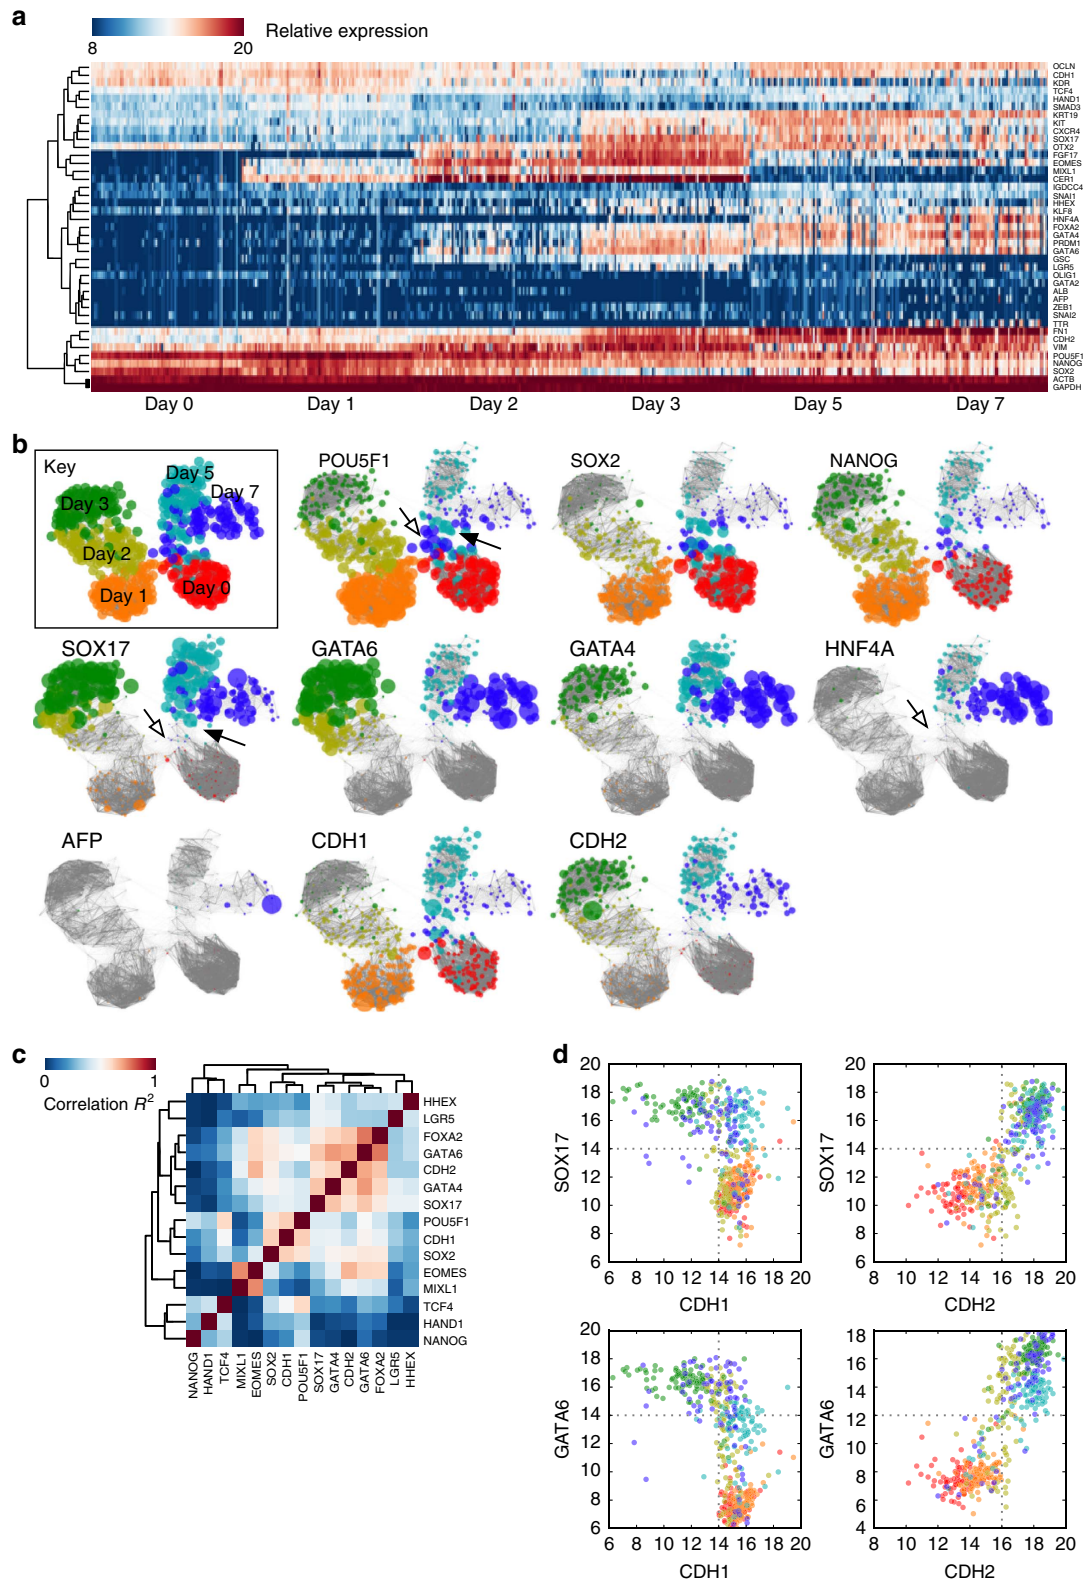 a
Relative expression
8 20
OCLN
CDH1
KDR
TCF4
HAND1
SMAD3
KRT19
KIT
CXCR4
SOX17
OTX2
FGF17
EOMES
MIXL1
CER1
IGDCC4
SNAI1
HHEX
KLF8
HNF4A
FOXA2
GATA4
PRDM1
GATA6
GSC
LGR5
OLIG1
GATA2
ALB
AFP
ZEB1
SNAI2
TTR
FN1
CDH2
VIM
POU5F1
NANOG
SOX2
ACTB
GAPDH
Day 0 Day 1 Day 2 Day 3 Day 5 Day 7
b
Key
Day 5
Day 7
Day 3
Day 2
Day 1
Day 0
POU5F1
SOX2
NANOG
SOX17
GATA6
GATA4
HNF4A
AFP
CDH1
CDH2
c
0 1
Correlation R²
HHEX
LGR5
FOXA2
GATA6
CDH2
GATA4
SOX17
POU5F1
CDH1
SOX2
EOMES
MIXL1
TCF4
HAND1
NANOG
NANOG
HAND1
TCF4
MIXL1
EOMES
SOX2
CDH1
POU5F1
SOX17
GATA4
CDH2
GATA6
FOXA2
LGR5
HHEX
d
20
18
16
14
12
10
8
6
SOX17
6 8 10 12 14 16 18 20
CDH1
20
18
16
14
12
10
8
6
SOX17
8 10 12 14 16 18 20
CDH2
20
18
16
14
12
10
8
6
GATA6
6 8 10 12 14 16 18 20
CDH1
18
16
14
12
10
8
6
4
GATA6
6 8 10 12 14 16 18 20
CDH2